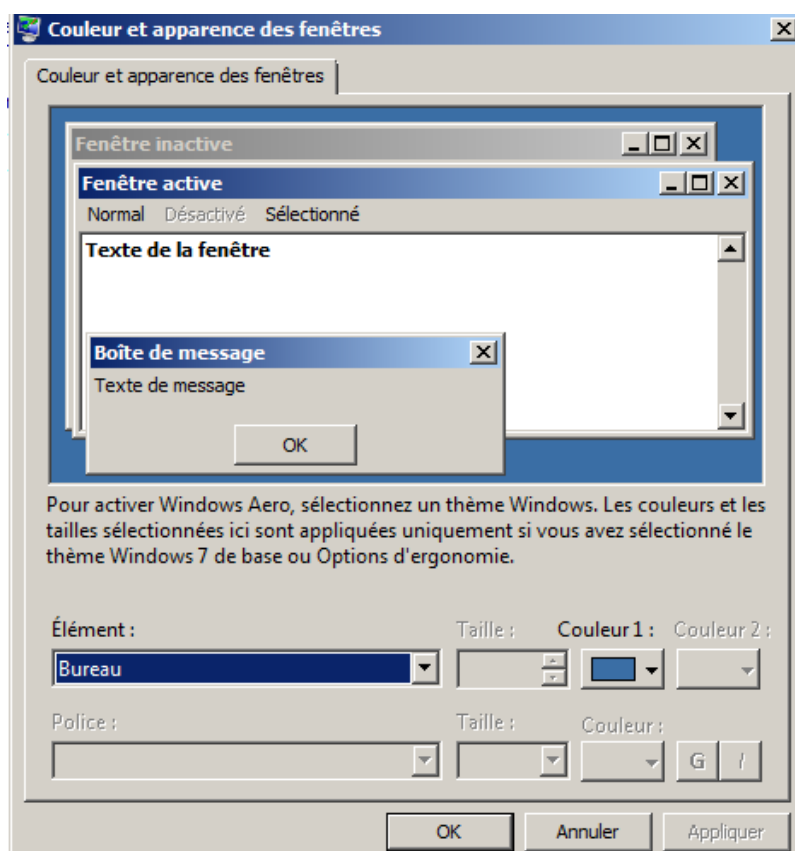 Couleur et apparence des fenêtres
Couleur et apparence des fenêtres
Fenêtre inactive
Fenêtre active
Normal Désactivé Sélectionné
Texte de la fenêtre
Boîte de message
Texte de message
OK
Pour activer Windows Aero, sélectionnez un thème Windows. Les couleurs et les
tailles sélectionnées ici sont appliquées uniquement si vous avez sélectionné le
thème Windows 7 de base ou Options d'ergonomie.
Élément : Taille : Couleur 1 : Couleur 2 :
Bureau
Police : Taille : Couleur :
G I
OK Annuler Appliquer